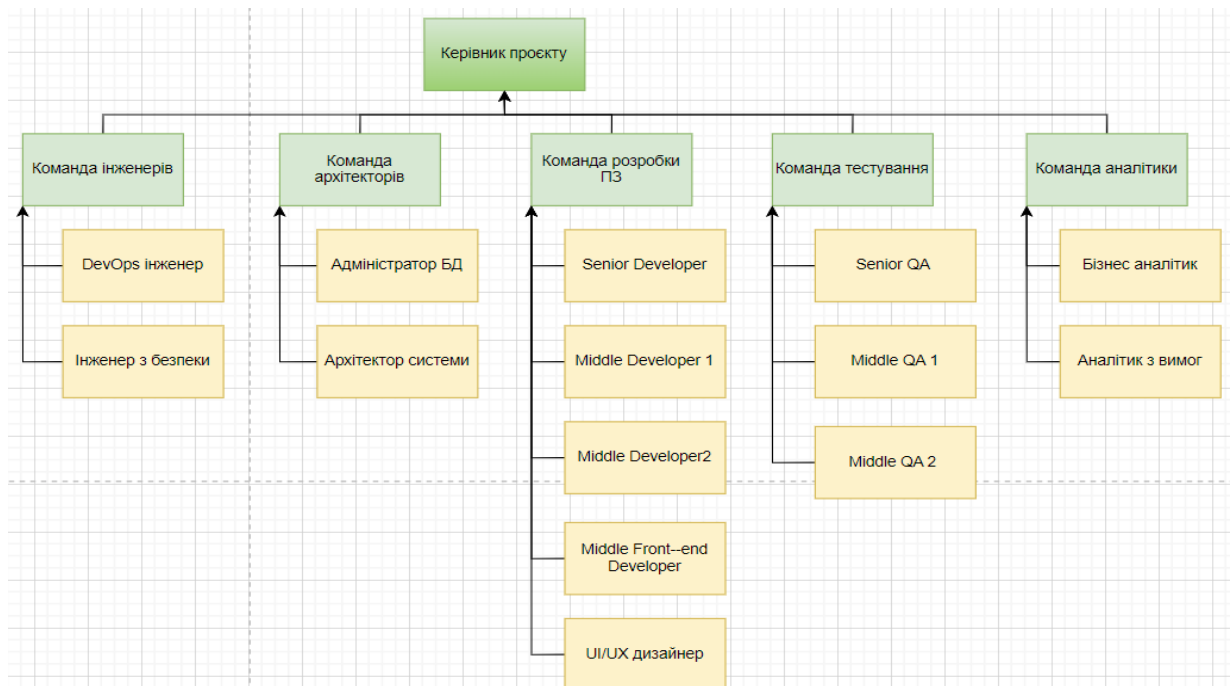 Керівник проєкту
Команда інженерів
Команда
архітекторів
Команда розробки
ПЗ
Команда тестування
Команда аналітики
DevOps інженер
Адміністратор БД
Senior Developer
Senior QA
Бізнес аналітик
Інженер з безпеки
Архітектор системи
Middle Developer 1
Middle QA 1
Аналітик з вимог
Middle Developer2
Middle QA 2
Middle Front--end
Developer
UI/UX дизайнер